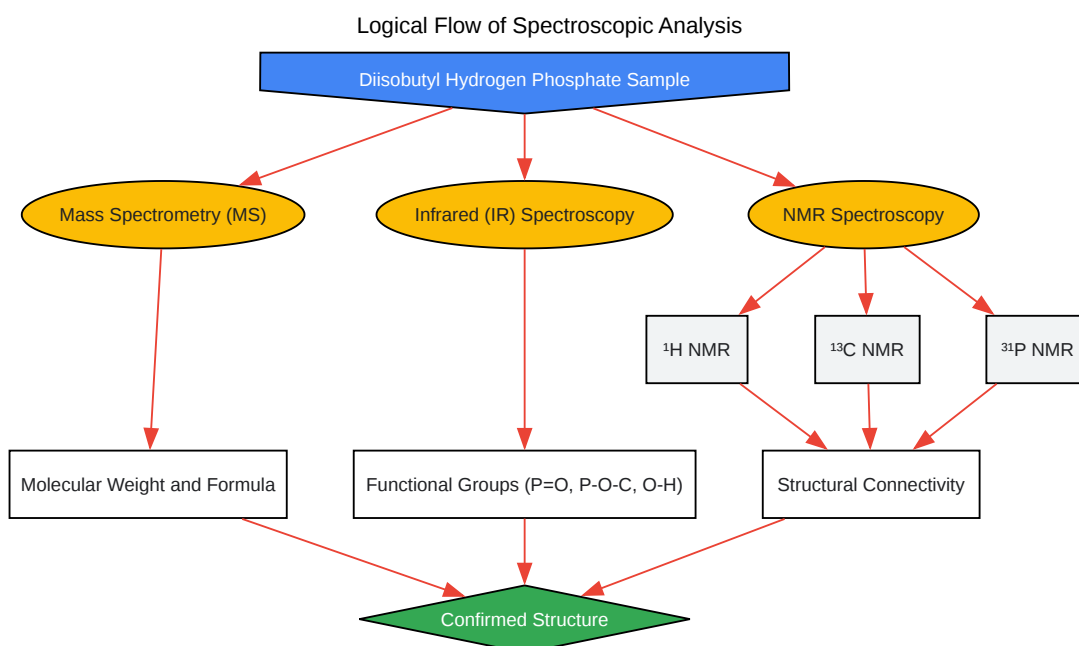 Logical Flow of Spectroscopic Analysis
Diisobutyl Hydrogen Phosphate Sample
Mass Spectrometry (MS)
Infrared (IR) Spectroscopy
NMR Spectroscopy
¹H NMR
¹³C NMR
³¹P NMR
Molecular Weight and Formula
Functional Groups (P=O, P-O-C, O-H)
Structural Connectivity
Confirmed Structure